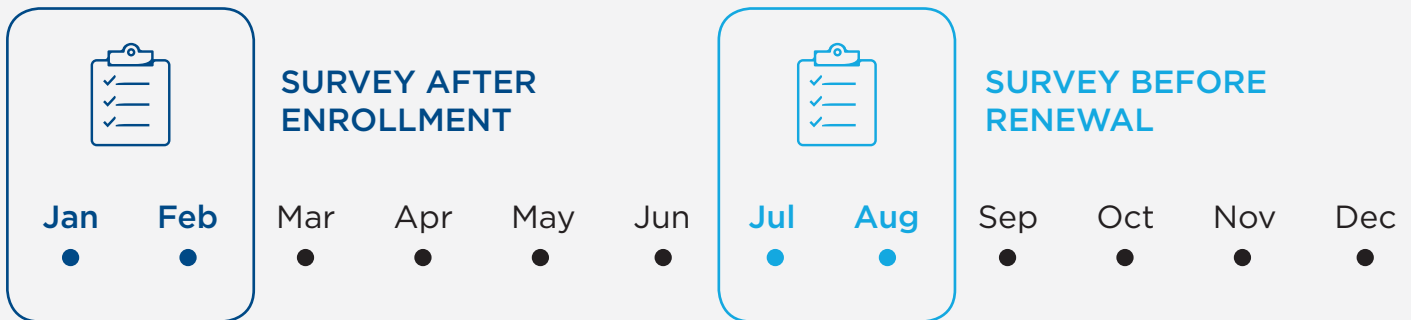 SURVEY AFTER
ENROLLMENT
SURVEY BEFORE
RENEWAL
Jan Feb Mar Apr May Jun Jul Aug Sep Oct Nov Dec